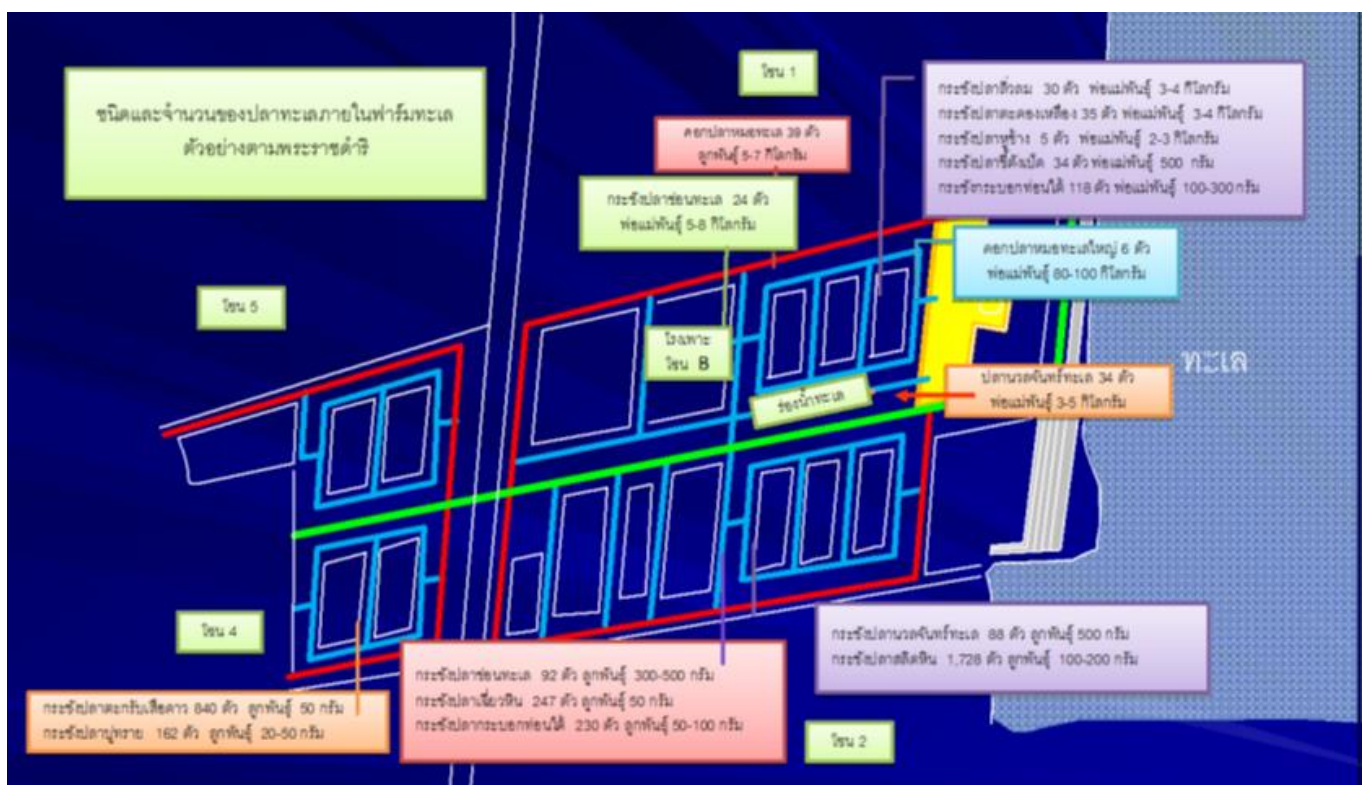 ชนิดและจำนวนของปลาทะเลภายในฟาร์มทะเล
ตัวอย่างตามพระราชดำริ
โซน 1
คอกปลาหมอทะเล 39 ตัว
ลูกพันธุ์ 5-7 กิโลกรัม
กระชังปลาสิ่วลม 30 ตัว พ่อแม่พันธุ์ 3-4 กิโลกรัม
กระชังปลาตะคองเหลือง 35 ตัว พ่อแม่พันธุ์ 3-4 กิโลกรัม
กระชังปลาหูช้าง 5 ตัว พ่อแม่พันธุ์ 2-3 กิโลกรัม
กระชังปลาขี้ตังเบ็ด 34 ตัว พ่อแม่พันธุ์ 500 กรัม
กระชังกระบอกท่อนใต้ 118 ตัว พ่อแม่พันธุ์ 100-300 กรัม
กระชังปลาช่อนทะเล 24 ตัว
พ่อแม่พันธุ์ 5-8 กิโลกรัม
คอกปลาหมอทะเลใหญ่ 6 ตัว
พ่อแม่พันธุ์ 80-100 กิโลกรัม
โซน 5
โรงเพาะ
โซน B
ทะเล
ร่องน้ำทะเล
ปลานวลจันทร์ทะเล 34 ตัว
พ่อแม่พันธุ์ 3-5 กิโลกรัม
โซน 4
กระชังปลานวลจันทร์ทะเล 88 ตัว ลูกพันธุ์ 500 กรัม
กระชังปลาสลิดหิน 1,728 ตัว ลูกพันธุ์ 100-200 กรัม
กระชังปลาช่อนทะเล 92 ตัว ลูกพันธุ์ 300-500 กรัม
กระชังปลาเฉี่ยวหิน 247 ตัว ลูกพันธุ์ 50 กรัม
กระชังปลากระบอกท่อนใต้ 230 ตัว ลูกพันธุ์ 50-100 กรัม
กระชังปลาตะกรับเสือดาว 840 ตัว ลูกพันธุ์ 50 กรัม
กระชังปลาบู่ทราย 162 ตัว ลูกพันธุ์ 20-50 กรัม
โซน 2